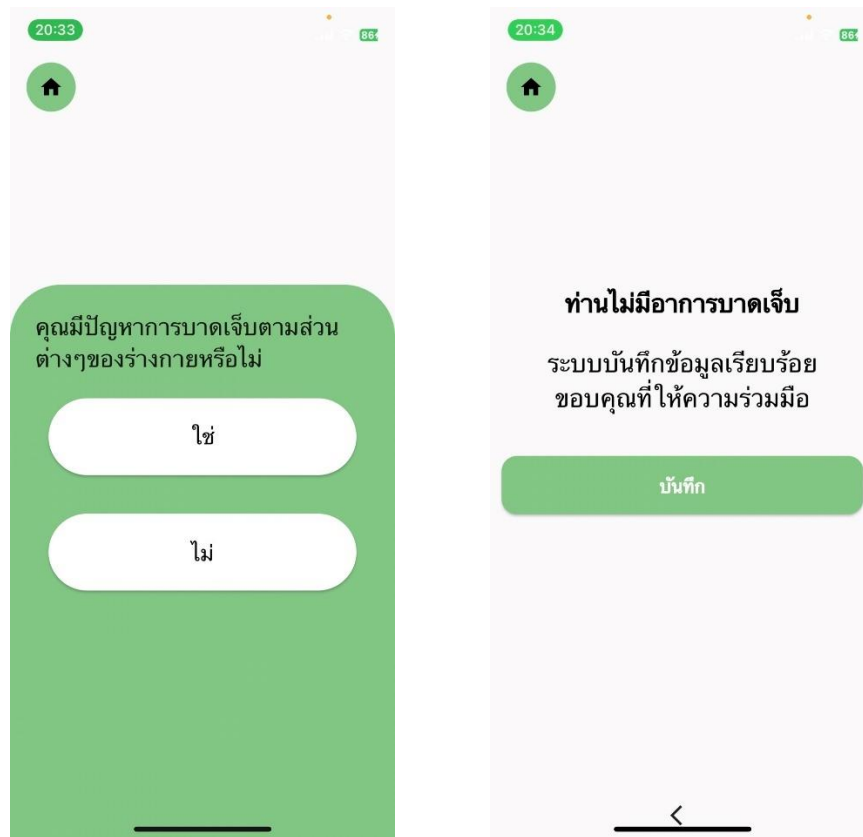 20:33
86
คุณมีปัญหาการบาดเจ็บตามส่วน
ต่างๆของร่างกายหรือไม่
ใช่
ไม่
20:34
86
ท่านไม่มีอาการบาดเจ็บ
ระบบบันทึกข้อมูลเรียบร้อย
ขอบคุณที่ให้ความร่วมมือ
บันทึก